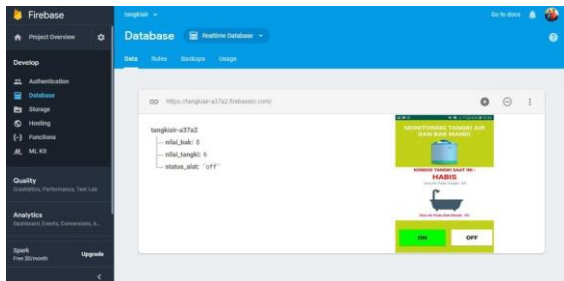 Firebase
Project Overview
Develop
Authentication
Database
Storage
Hosting
Functions
ML Kit
Quality
Crashlytics, Performance, Test Lab
Analytics
Dashboard, Events, Conversions, A...
Spark
Free $0/month
Upgrade
tangkiair
Go to docs
Database
Realtime Database
Data
Rules
Backups
Usage
https://tangkiair-a37a2.firebaseio.com/
tangkiair-a37a2
nilai_bak: 8
nilai_tangki: 6
status_alat: "off"
MONITORING TANGKI AIR
DAN BAK MANDI
KONDISI TANGKI SAAT INI :
HABIS
ON
OFF